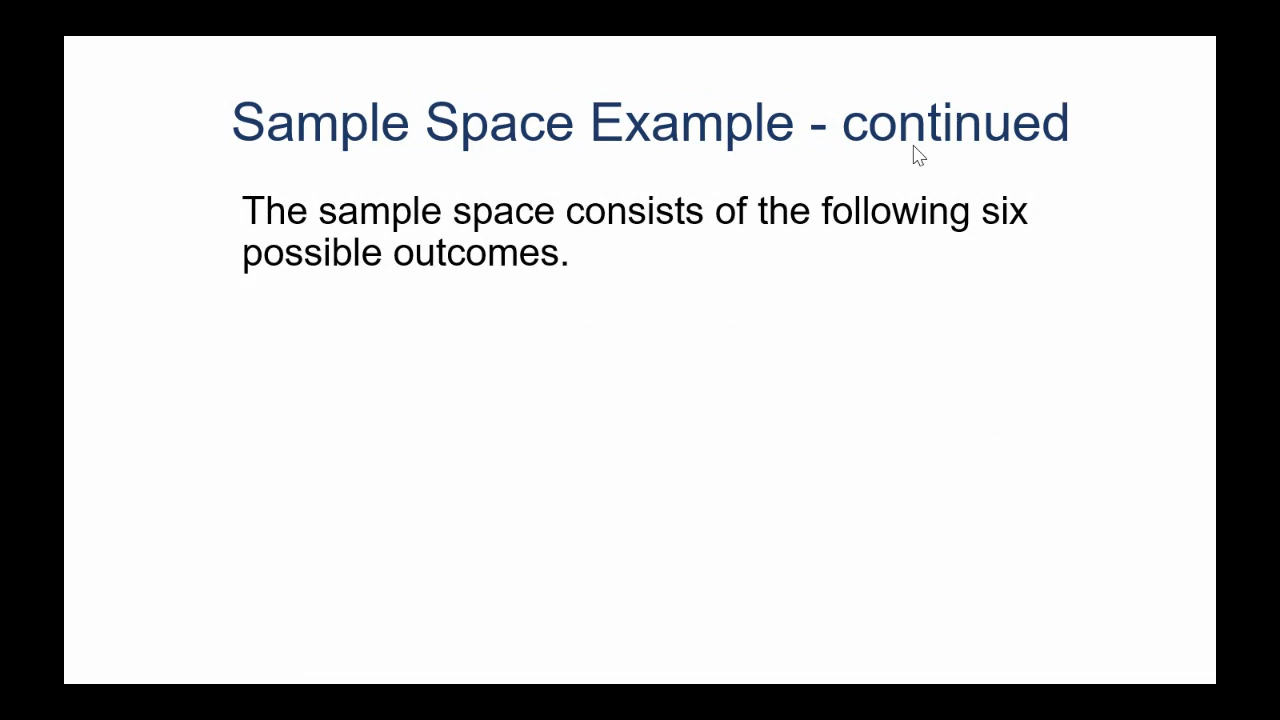 Sample Space Example - continued
The sample space consists of the following six
possible outcomes.